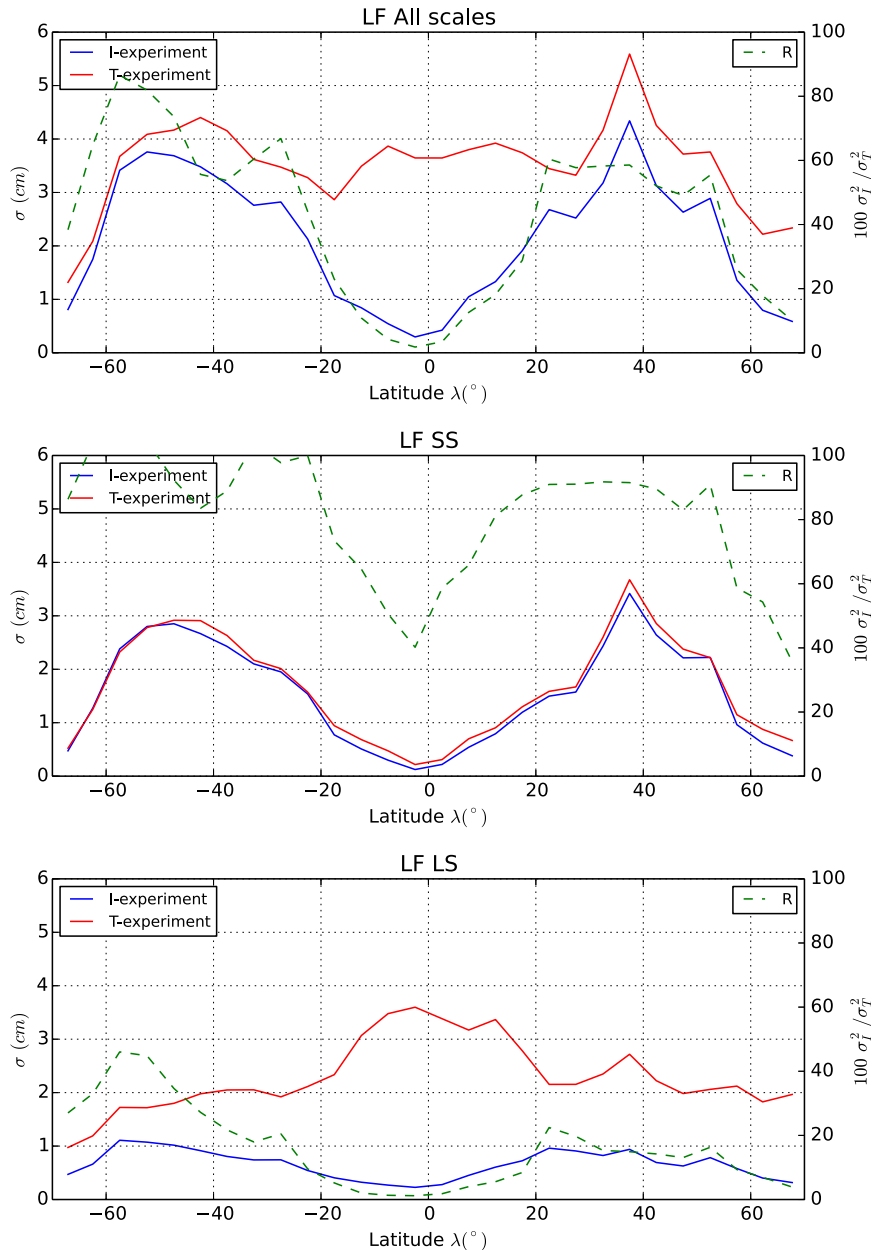 LF All scales
I-experiment
T-experiment
R
6
5
4
3
2
1
0
σ (cm)
100
80
60
40
20
0
100 σ_I^2/σ_T^2
−60 −40 −20 0 20 40 60
Latitude λ(°)
LF SS
I-experiment
T-experiment
R
6
5
4
3
2
1
0
σ (cm)
100
80
60
40
20
0
100 σ_I^2/σ_T^2
−60 −40 −20 0 20 40 60
Latitude λ(°)
LF LS
I-experiment
T-experiment
R
6
5
4
3
2
1
0
σ (cm)
100
80
60
40
20
0
100 σ_I^2/σ_T^2
−60 −40 −20 0 20 40 60
Latitude λ(°)